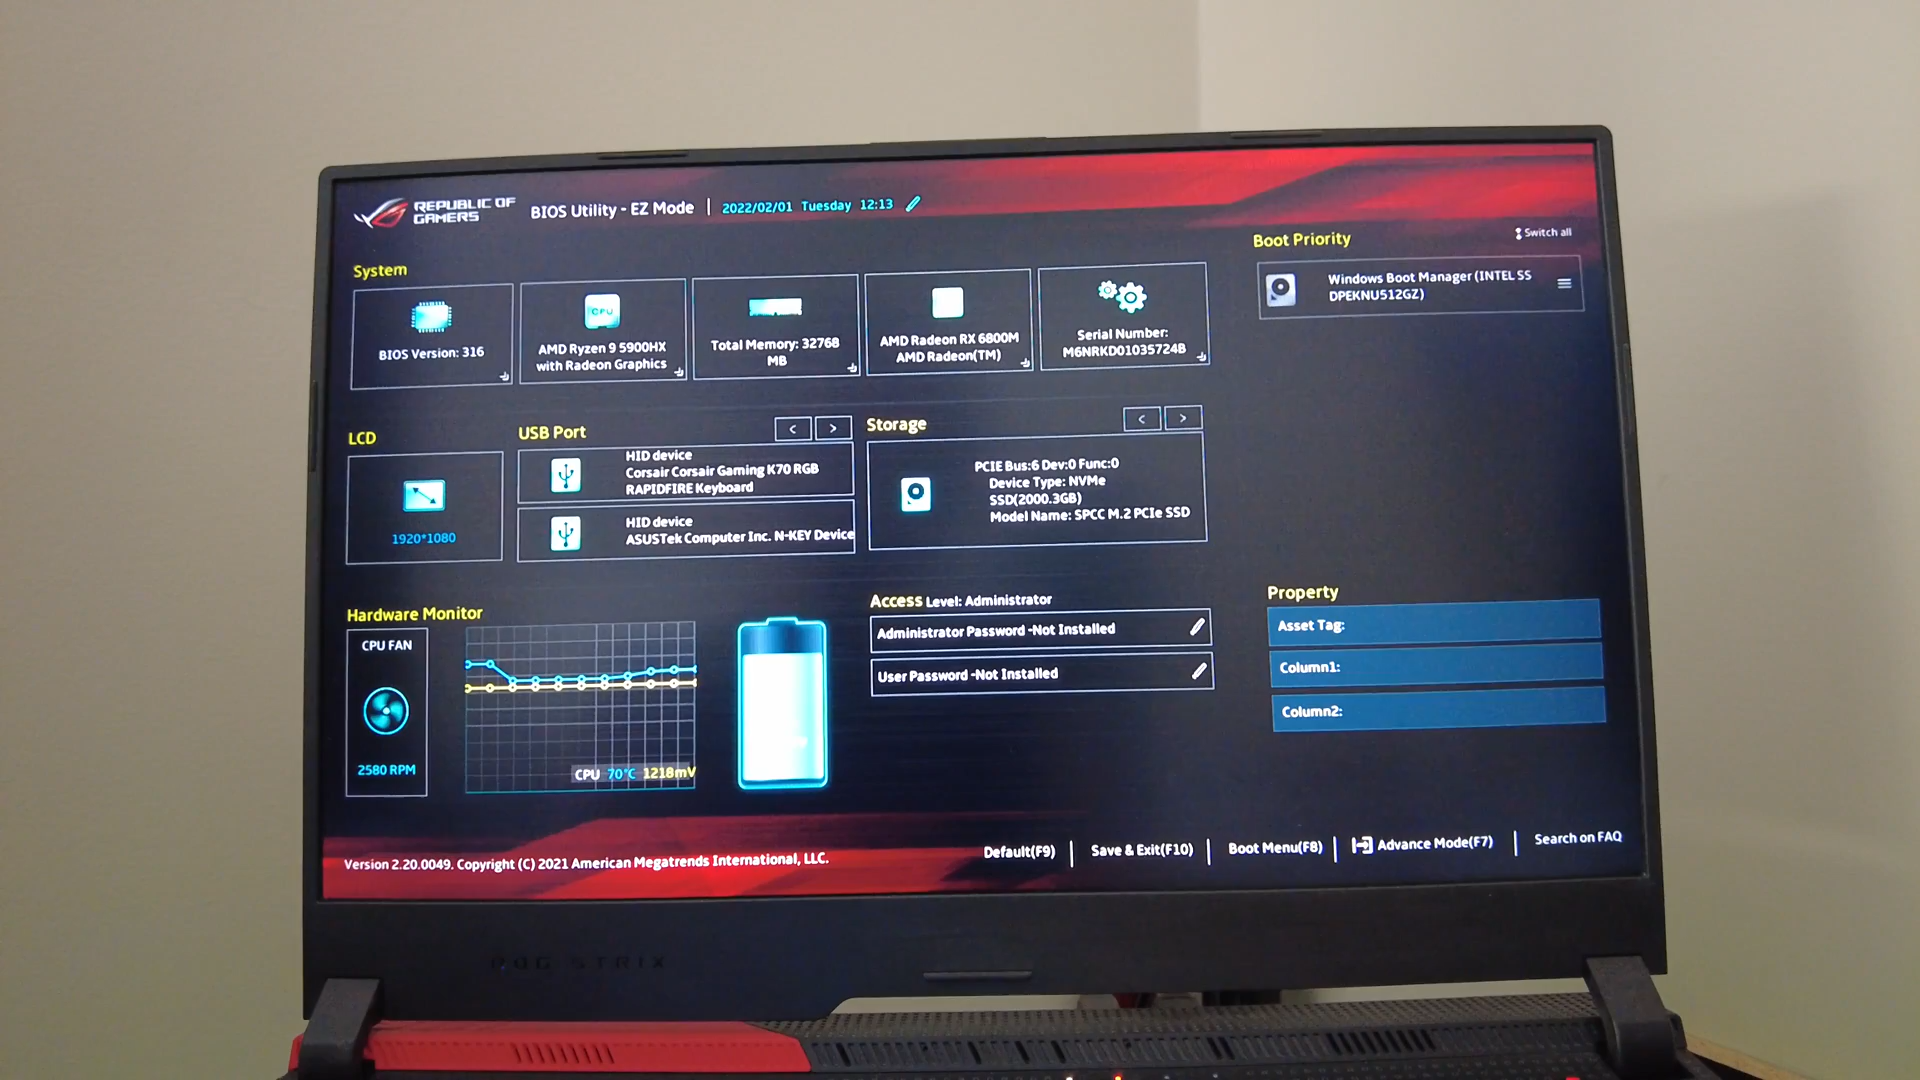 REPUBLIC OF
GAMERS
BIOS Utility - EZ Mode
2022/02/01 Tuesday 12:13
System
BIOS Version: 316
CPU
AMD Ryzen 9 5900HX
with Radeon Graphics
Total Memory: 32768
MB
AMD Radeon RX 6800M
AMD Radeon(TM)
Serial Number:
M6NRKD01035724B
Boot Priority
Switch all
Windows Boot Manager (INTEL SS
DPEKNU512GZ)
LCD
1920*1080
USB Port
< >
HID device
Corsair Corsair Gaming K70 RGB
RAPIDFIRE Keyboard
HID device
ASUSTek Computer Inc. N-KEY Device
Storage
< >
PCIE Bus:6 Dev:0 Func:0
Device Type: NVMe
SSD(2000.3GB)
Model Name: SPCC M.2 PCIe SSD
Hardware Monitor
CPU FAN
2580 RPM
CPU 70°C 1218mV
Access Level: Administrator
Administrator Password -Not Installed
User Password -Not Installed
Property
Asset Tag:
Column1:
Column2:
Version 2.20.0049. Copyright (C) 2021 American Megatrends International, LLC.
Default(F9)
Save & Exit(F10)
Boot Menu(F8)
Advance Mode(F7)
Search on FAQ
ROG STRIX